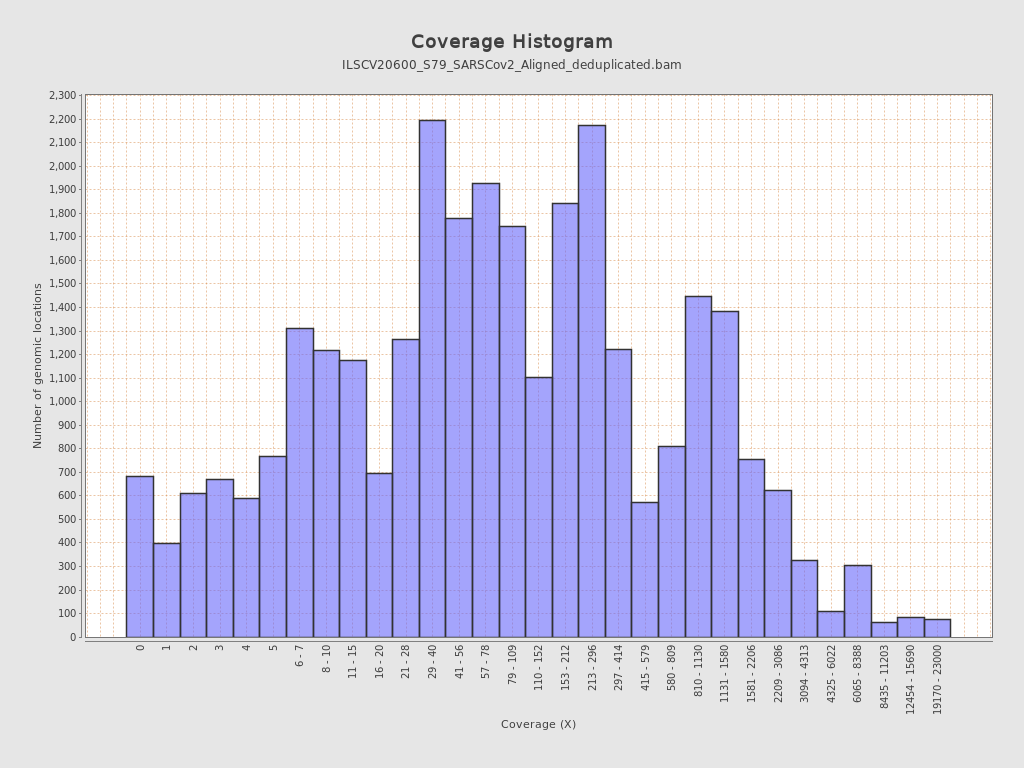 Coverage Histogram
ILSCV20600_S79_SARSCov2_Aligned_deduplicated.bam
Number of genomic locations
2,300
2,200
2,100
2,000
1,900
1,800
1,700
1,600
1,500
1,400
1,300
1,200
1,100
1,000
900
800
700
600
500
400
300
200
100
0
0
1
2
3
4
5
6 - 7
8 - 10
11 - 15
16 - 20
21 - 28
29 - 40
41 - 56
57 - 78
79 - 109
110 - 152
153 - 212
213 - 296
297 - 414
415 - 579
580 - 809
810 - 1130
1131 - 1580
1581 - 2206
2209 - 3086
3094 - 4313
4325 - 6022
6065 - 8388
8435 - 11203
12454 - 15690
19170 - 23000
Coverage (X)